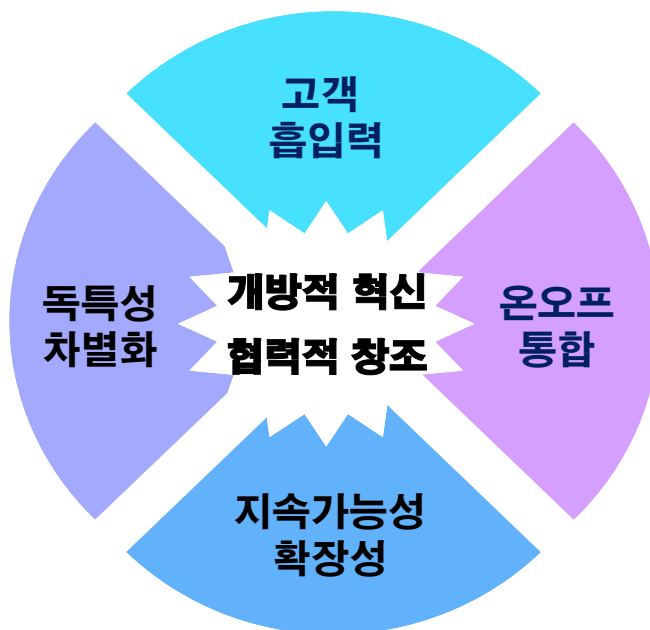 고객
흡입력
독특성
차별화
개방적 혁신
협력적 창조
온오프
통합
지속가능성
확장성